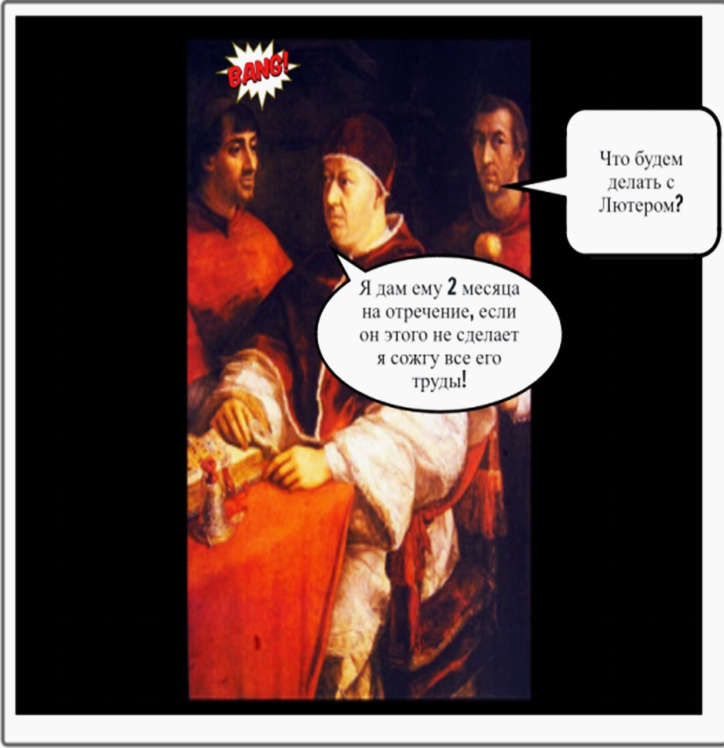 BANG!
Что будем
делать с
Лютером?
Я дам ему 2 месяца
на отречение, если
он этого не сделает
я сожгу все его
труды!